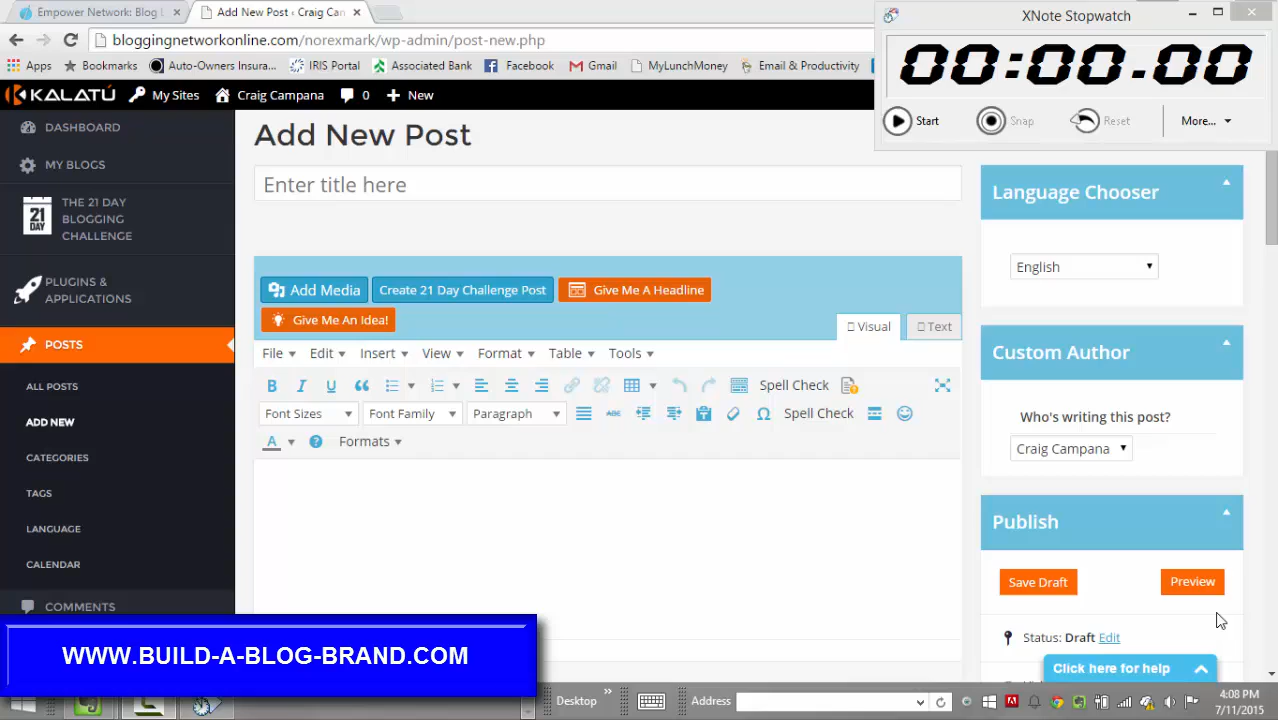 Empower Network: Blog
Add New Post ‹ Craig Can
XNote Stopwatch
bloggingnetworkonline.com/norexmark/wp-admin/post-new.php
00:00.00
Apps
Bookmarks
Auto-Owners Insura...
IRIS Portal
Associated Bank
Facebook
Gmail
MyLunchMoney
Email & Productivity
KALATU
My Sites
Craig Campana
0
New
Start
Snap
Reset
More...
DASHBOARD
MY BLOGS
21 DAY
THE 21 DAY
BLOGGING
CHALLENGE
PLUGINS &
APPLICATIONS
POSTS
ALL POSTS
ADD NEW
CATEGORIES
TAGS
LANGUAGE
CALENDAR
COMMENTS
Add New Post
Enter title here
Add Media
Create 21 Day Challenge Post
Give Me A Headline
Give Me An Idea!
Visual
Text
File
Edit
Insert
View
Format
Table
Tools
Spell Check
Font Sizes
Font Family
Paragraph
ABC
Spell Check
A
Formats
Language Chooser
English
Custom Author
Who's writing this post?
Craig Campana
Publish
Save Draft
Preview
Status: Draft Edit
Click here for help
WWW.BUILD-A-BLOG-BRAND.COM
Desktop
Address
4:08 PM
7/11/2015